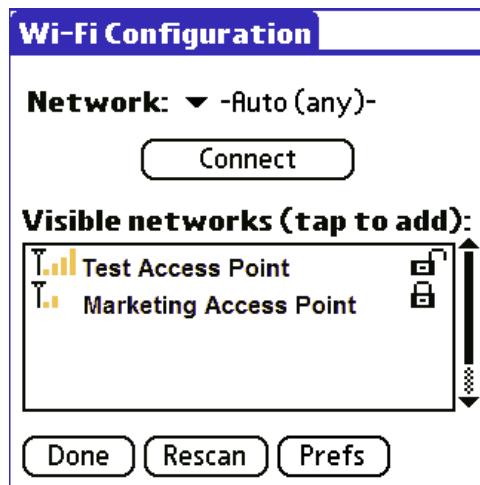 Wi-Fi Configuration
Network: -Auto (any)-
Connect
Visible networks (tap to add):
Test Access Point
Marketing Access Point
Done Rescan Prefs